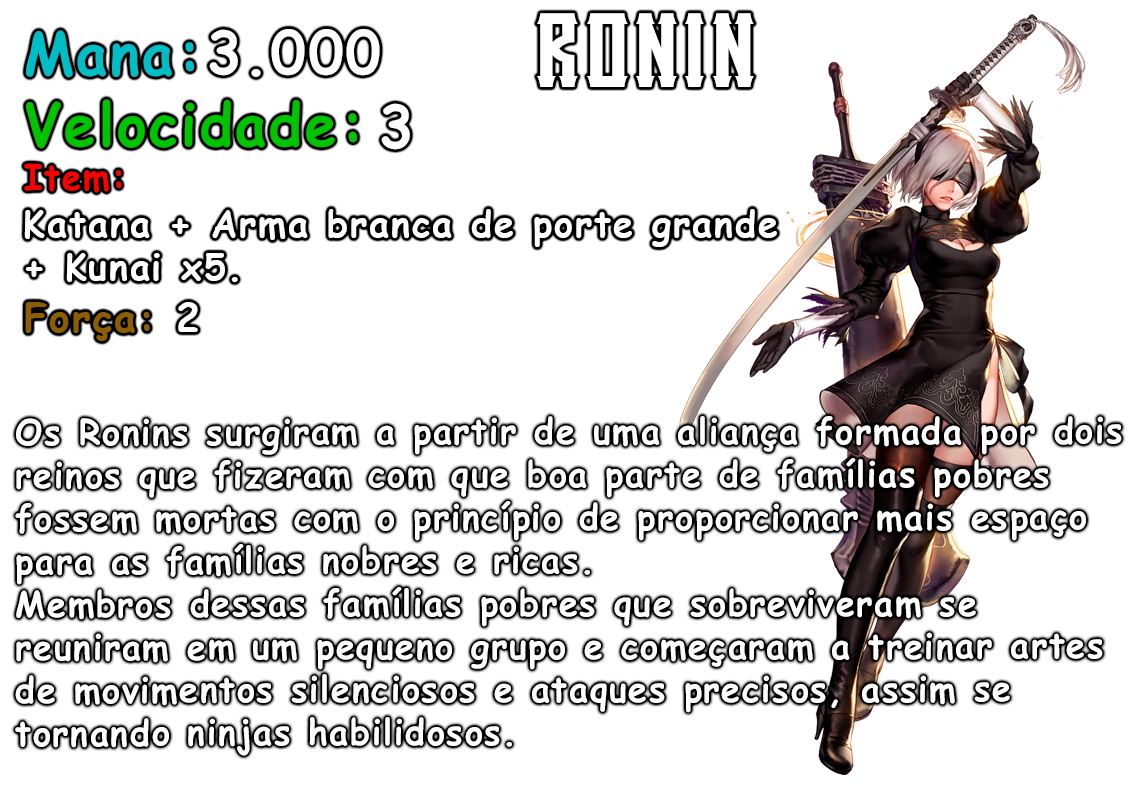 RONIN
Mana:3.000
Velocidade: 3
Item:
Katana + Arma branca de porte grande
+ Kunai x5.
Força: 2
Os Ronins surgiram a partir de uma aliança formada por dois
reinos que fizeram com que boa parte de famílias pobres
fossem mortas com o princípio de proporcionar mais espaço
para as famílias nobres e ricas.
Membros dessas famílias pobres que sobreviveram se
reuniram em um pequeno grupo e começaram a treinar artes
de movimentos silenciosos e ataques precisos, assim se
tornando ninjas habilidosos.